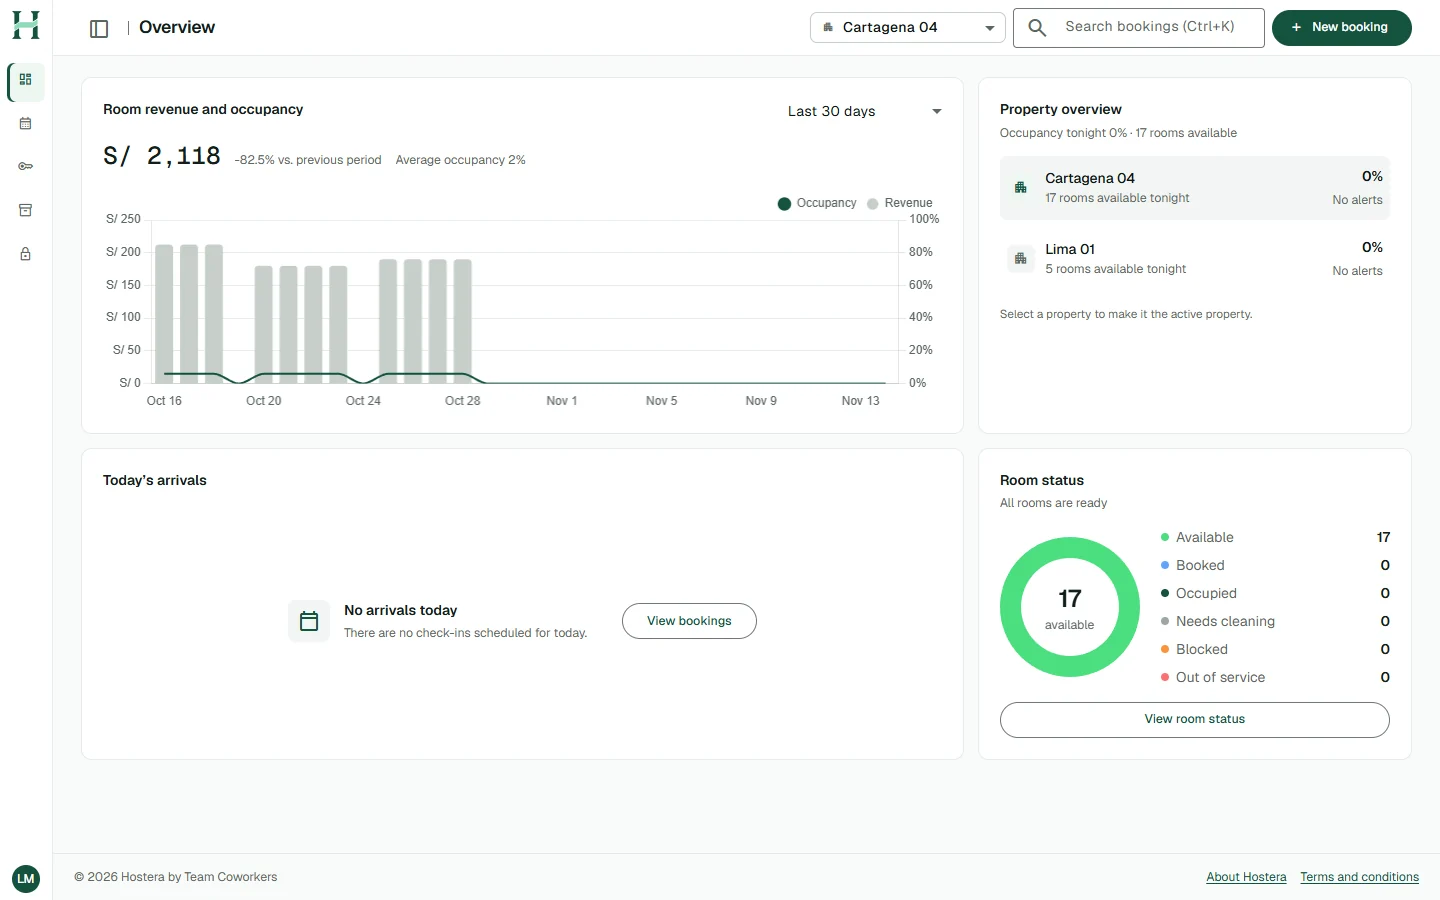 H
Overview
Cartagena 04
Search bookings (Ctrl+K)
+ New booking
Room revenue and occupancy
Last 30 days
S/ 2,118
-82.5% vs. previous period
Average occupancy 2%
Occupancy
Revenue
S/ 250
S/ 200
S/ 150
S/ 100
S/ 50
S/ 0
100%
80%
60%
40%
20%
0%
Oct 16
Oct 20
Oct 24
Oct 28
Nov 1
Nov 5
Nov 9
Nov 13
Property overview
Occupancy tonight 0% · 17 rooms available
Cartagena 04
0%
17 rooms available tonight
No alerts
Lima 01
0%
5 rooms available tonight
No alerts
Select a property to make it the active property.
Today’s arrivals
No arrivals today
There are no check-ins scheduled for today.
View bookings
Room status
All rooms are ready
17
available
Available 17
Booked 0
Occupied 0
Needs cleaning 0
Blocked 0
Out of service 0
View room status
LM
© 2026 Hostera by Team Coworkers
About Hostera
Terms and conditions